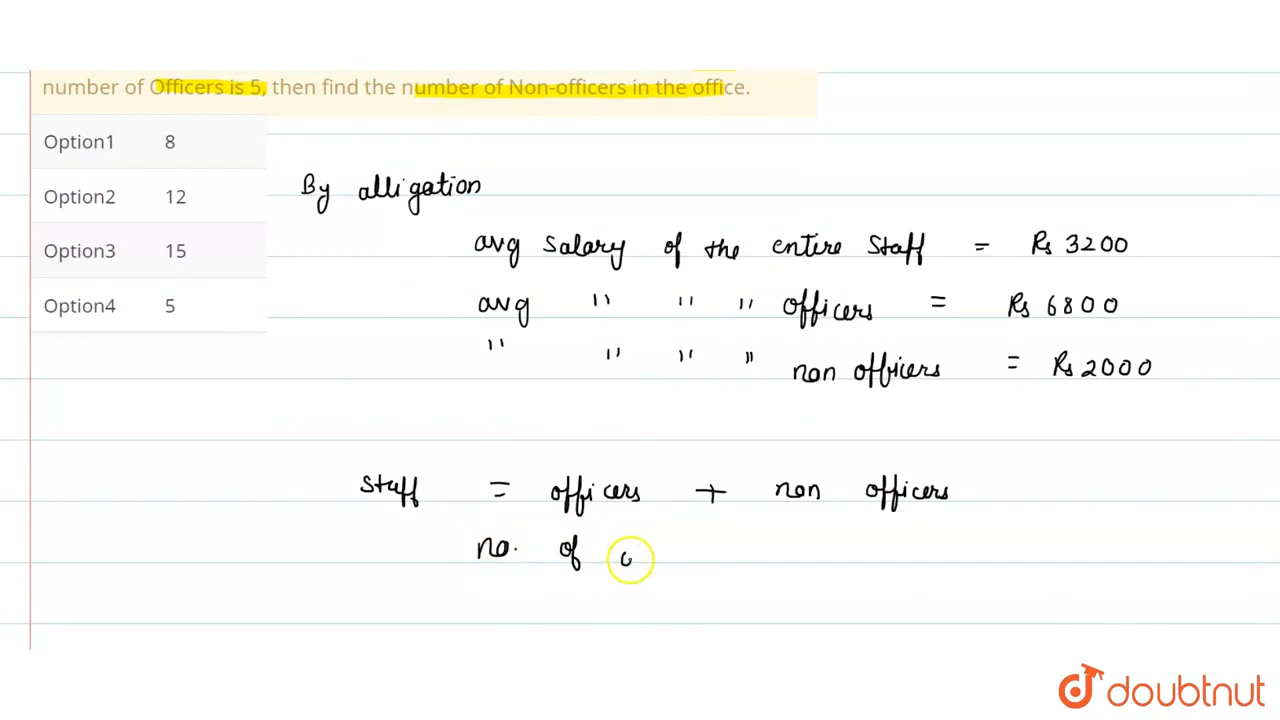 number of Officers is 5, then find the number of Non-officers in the office.
Option1 8
Option2 12
Option3 15
Option4 5
By alligation
avg salary of the entire staff = Rs 3200
avg " " " officers = Rs 6800
" " " " non officers = Rs 2000
Staff = officers + non officers
no. of o
doubtnut